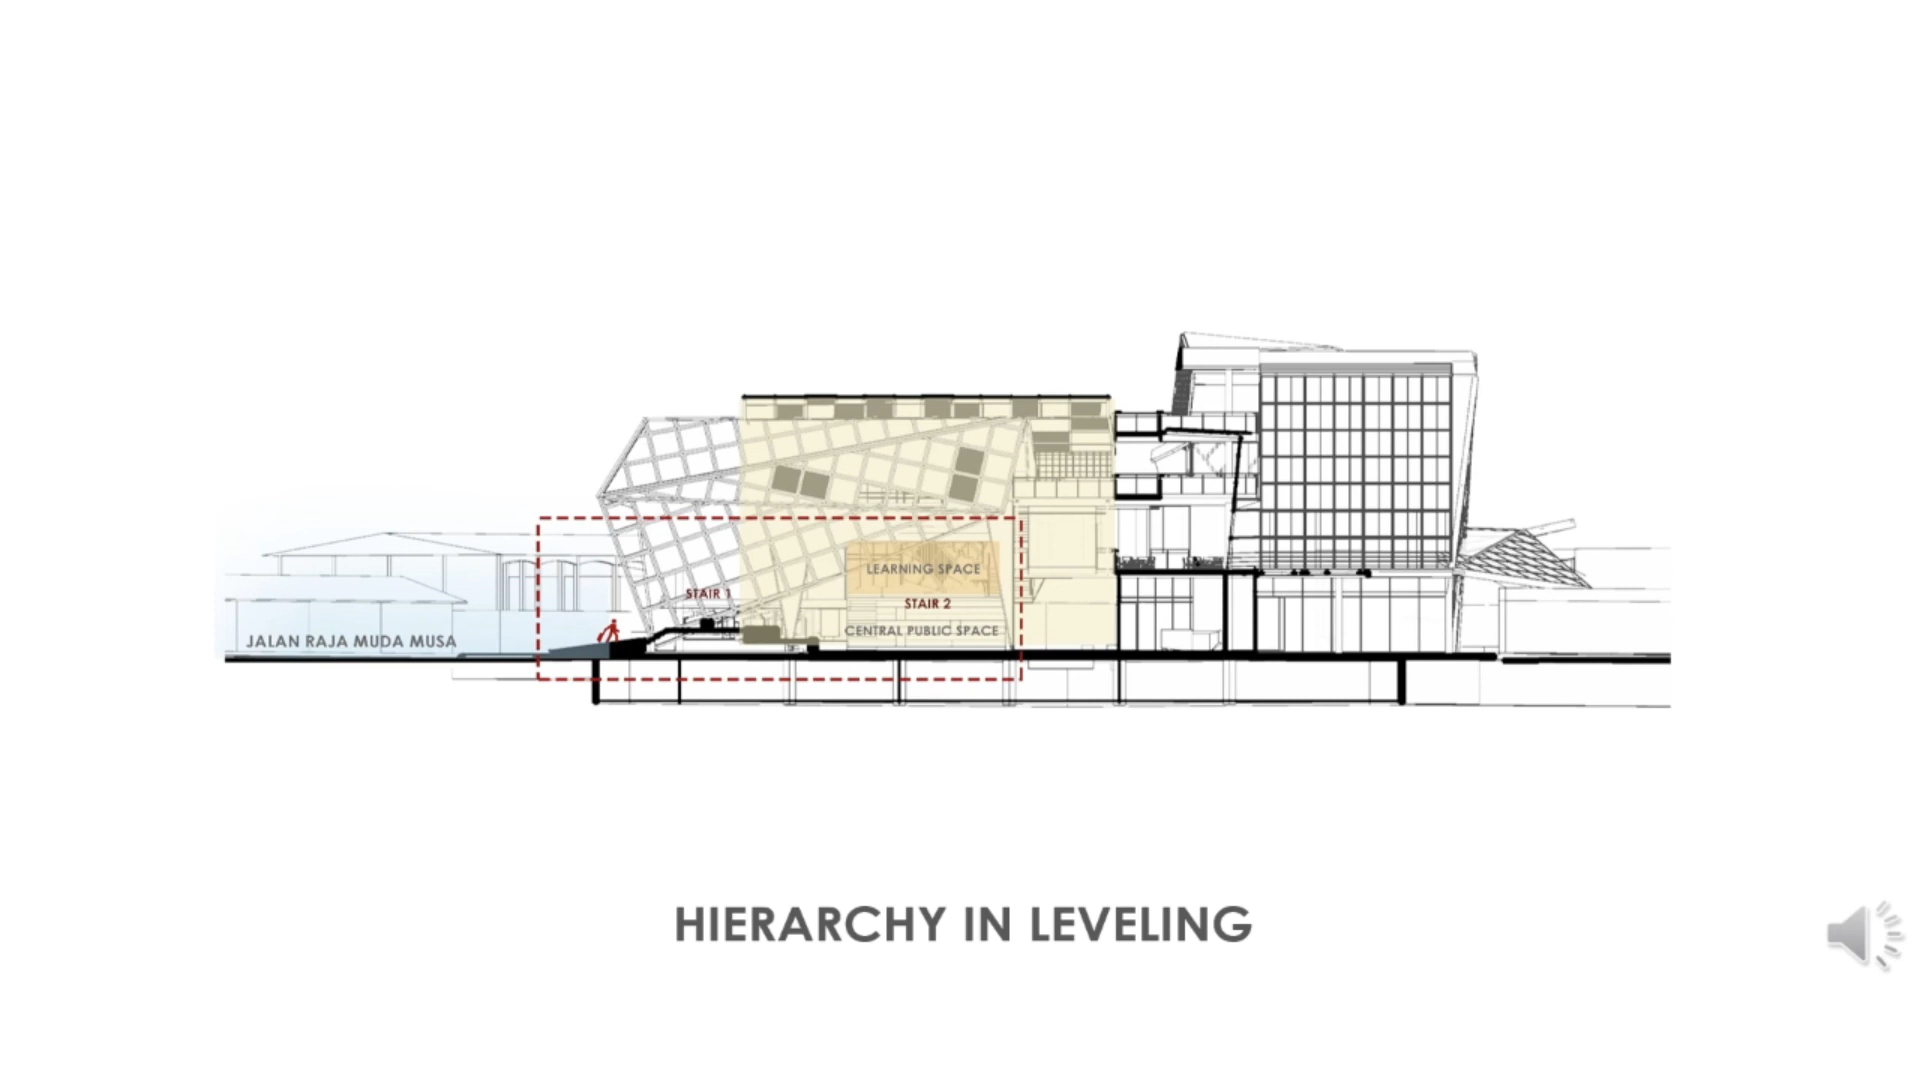 LEARNING SPACE
STAIR 1
STAIR 2
CENTRAL PUBLIC SPACE
JALAN RAJA MUDA MUSA
HIERARCHY IN LEVELING